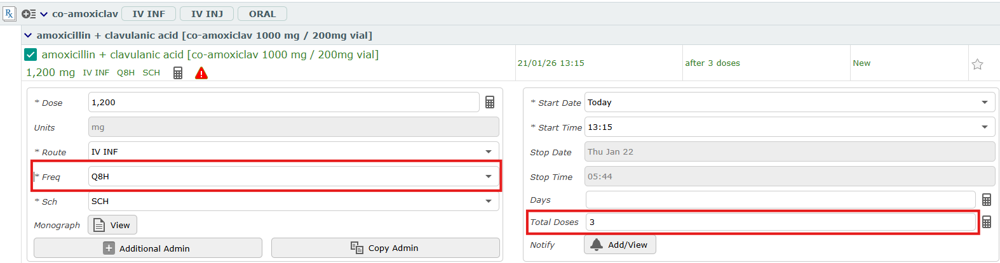 Rx co-amoxiclav IV INF IV INJ ORAL
amoxicillin + clavulanic acid [co-amoxiclav 1000 mg / 200mg vial]
amoxicillin + clavulanic acid [co-amoxiclav 1000 mg / 200mg vial]
1,200 mg IV INF Q8H SCH
21/01/26 13:15 after 3 doses New
* Dose 1,200
Units mg
* Route IV INF
* Freq Q8H
* Sch SCH
Monograph View
Additional Admin Copy Admin
* Start Date Today
* Start Time 13:15
Stop Date Thu Jan 22
Stop Time 05:44
Days
Total Doses 3
Notify Add/View